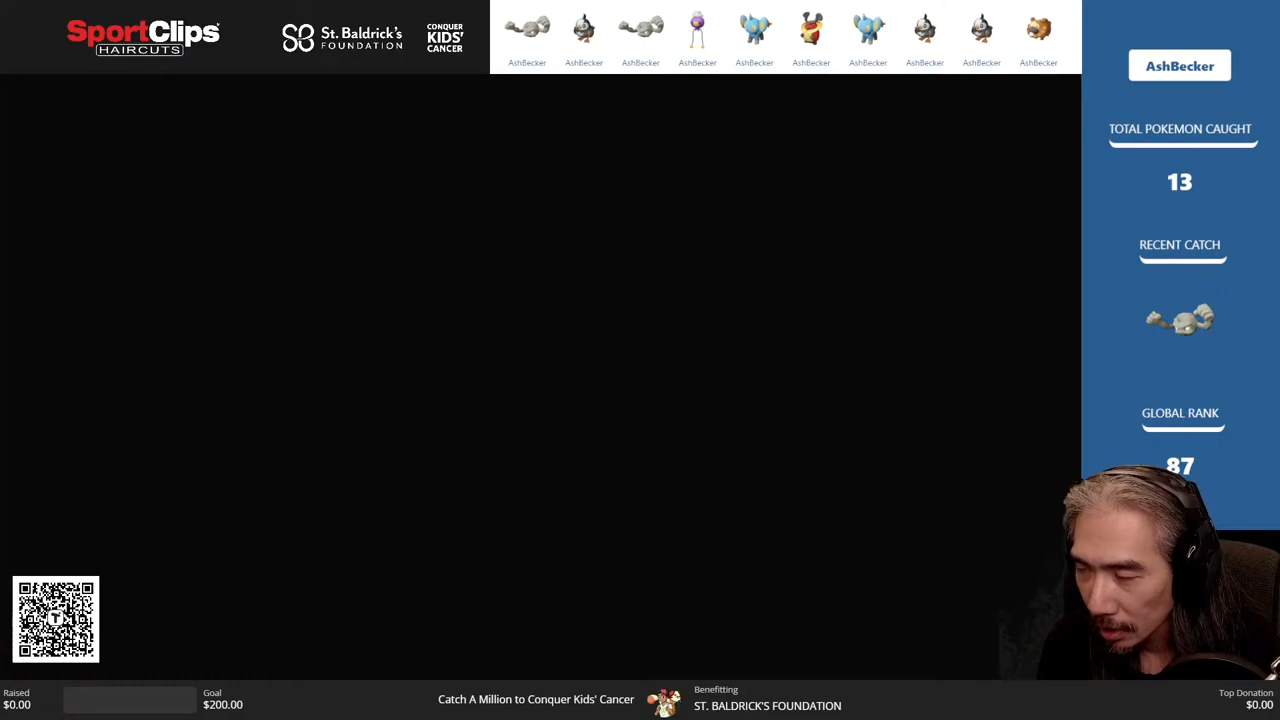 SportClips
HAIRCUTS
St. Baldrick's
FOUNDATION
CONQUER
KIDS'
CANCER
AshBecker AshBecker AshBecker AshBecker AshBecker AshBecker AshBecker AshBecker AshBecker AshBecker
AshBecker
TOTAL POKEMON CAUGHT
13
RECENT CATCH
GLOBAL RANK
87
Raised
$0.00
Goal
$200.00
Catch A Million to Conquer Kids' Cancer
Benefitting
ST. BALDRICK'S FOUNDATION
Top Donation
$0.00